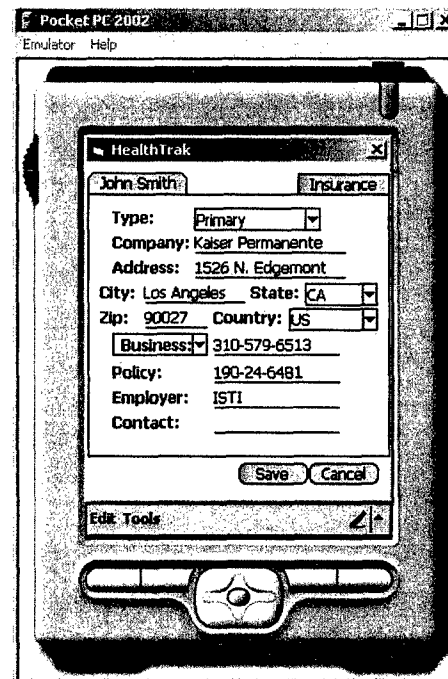 Pocket PC 2002
Emulator Help
HealthTrak
John Smith Insurance
Type: Primary
Company: Kaiser Permanente
Address: 1526 N. Edgemont
City: Los Angeles State: CA
Zip: 90027 Country: US
Business: 310-579-6513
Policy: 190-24-6481
Employer: ISTI
Contact:
Save Cancel
Edit Tools